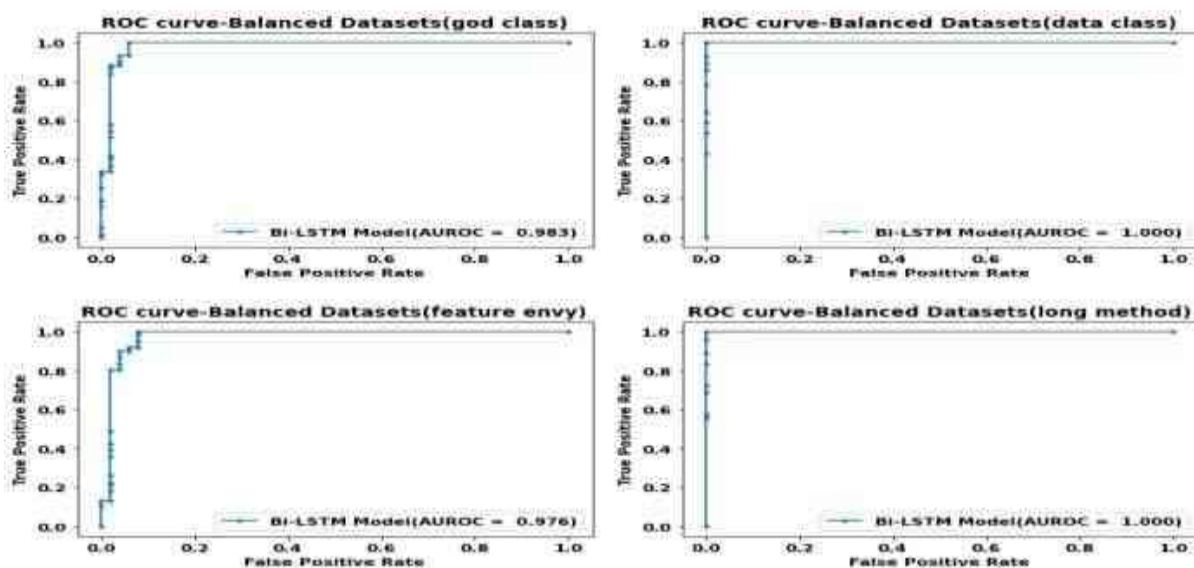 ROC curve-Balanced Datasets(god class)
True Positive Rate
1.0
0.8
0.6
0.4
0.2
0.0
Bi-LSTM Model(AUROC = 0.983)
0.0 0.2 0.4 0.6 0.8 1.0
False Positive Rate
ROC curve-Balanced Datasets(data class)
True Positive Rate
1.0
0.8
0.6
0.4
0.2
0.0
Bi-LSTM Model(AUROC = 1.000)
0.0 0.2 0.4 0.6 0.8 1.0
False Positive Rate
ROC curve-Balanced Datasets(feature envy)
True Positive Rate
1.0
0.8
0.6
0.4
0.2
0.0
Bi-LSTM Model(AUROC = 0.976)
0.0 0.2 0.4 0.6 0.8 1.0
False Positive Rate
ROC curve-Balanced Datasets(long method)
True Positive Rate
1.0
0.8
0.6
0.4
0.2
0.0
Bi-LSTM Model(AUROC = 1.000)
0.0 0.2 0.4 0.6 0.8 1.0
False Positive Rate